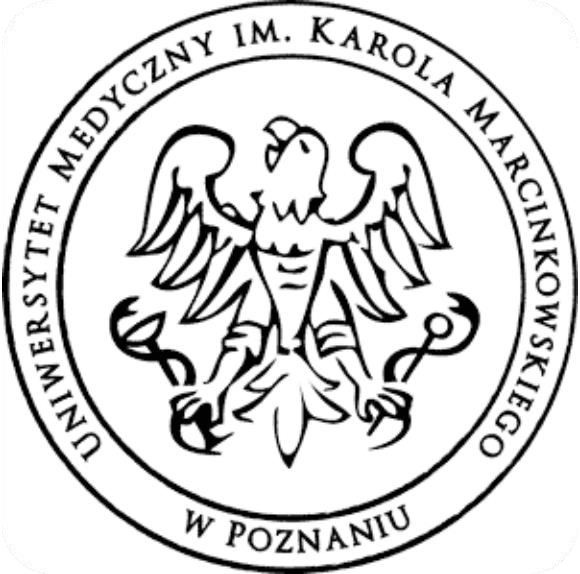 UNIWERSYTET MEDYCZNY IM. KAROLA MARCINKOWSKIEGO
W POZNANIU